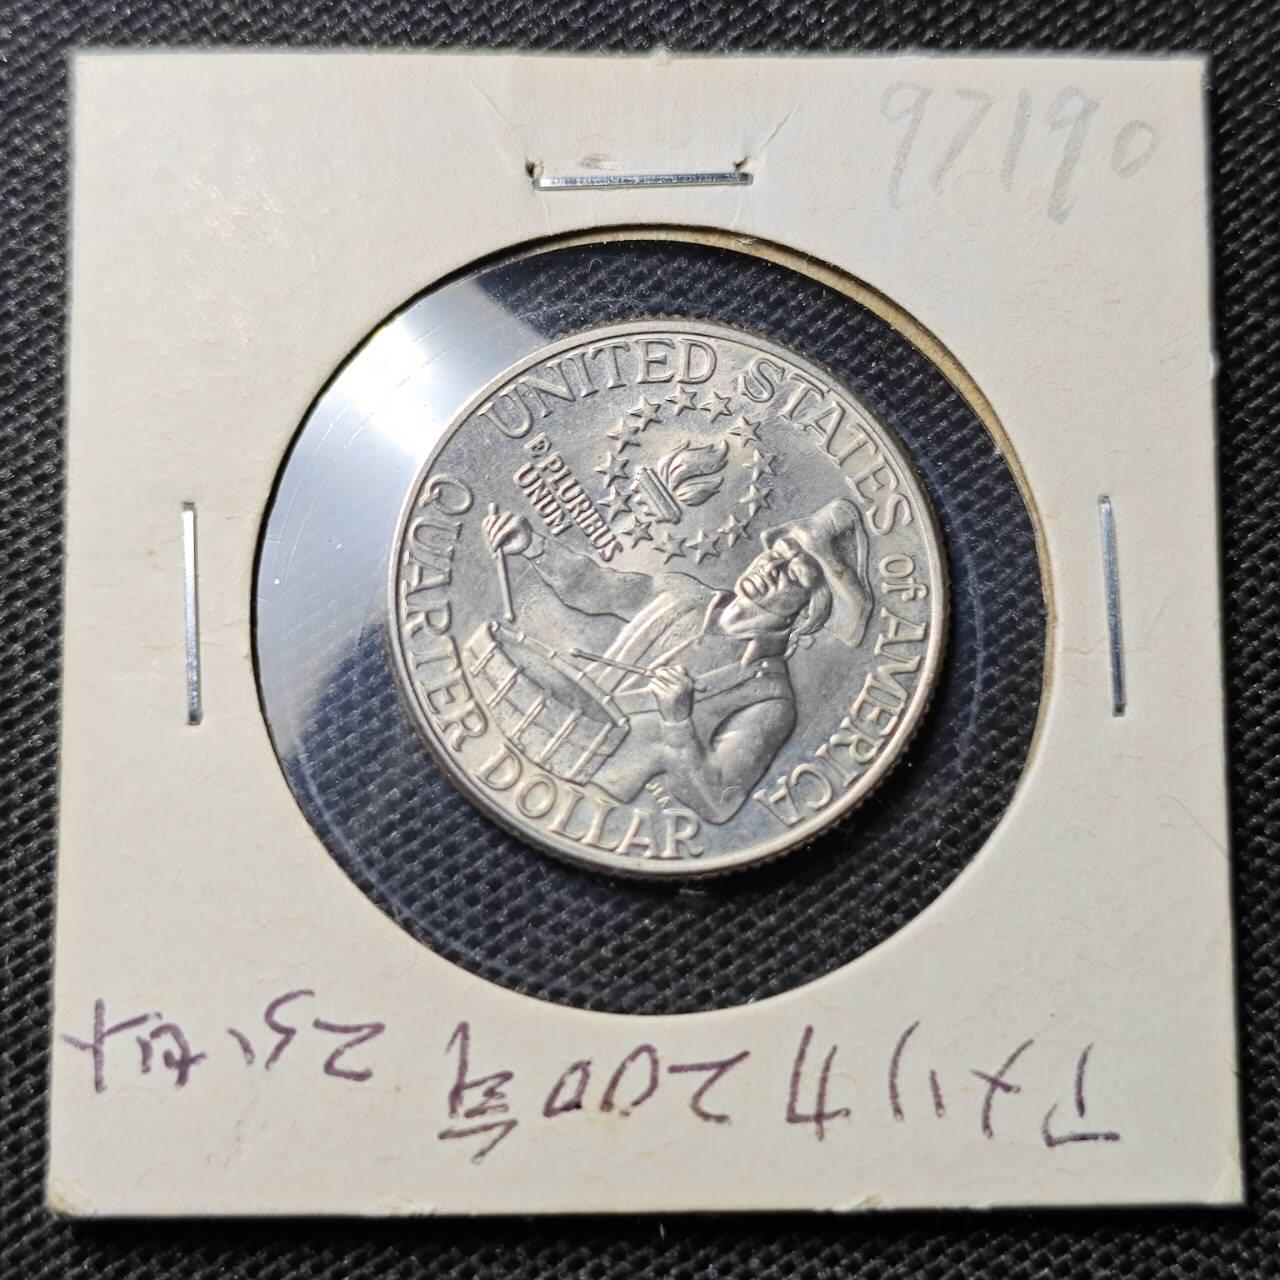 97190
UNITED STATES of AMERICA
E PLURIBUS
UNUM
QUARTER DOLLAR
アメリカ 200年 25セント